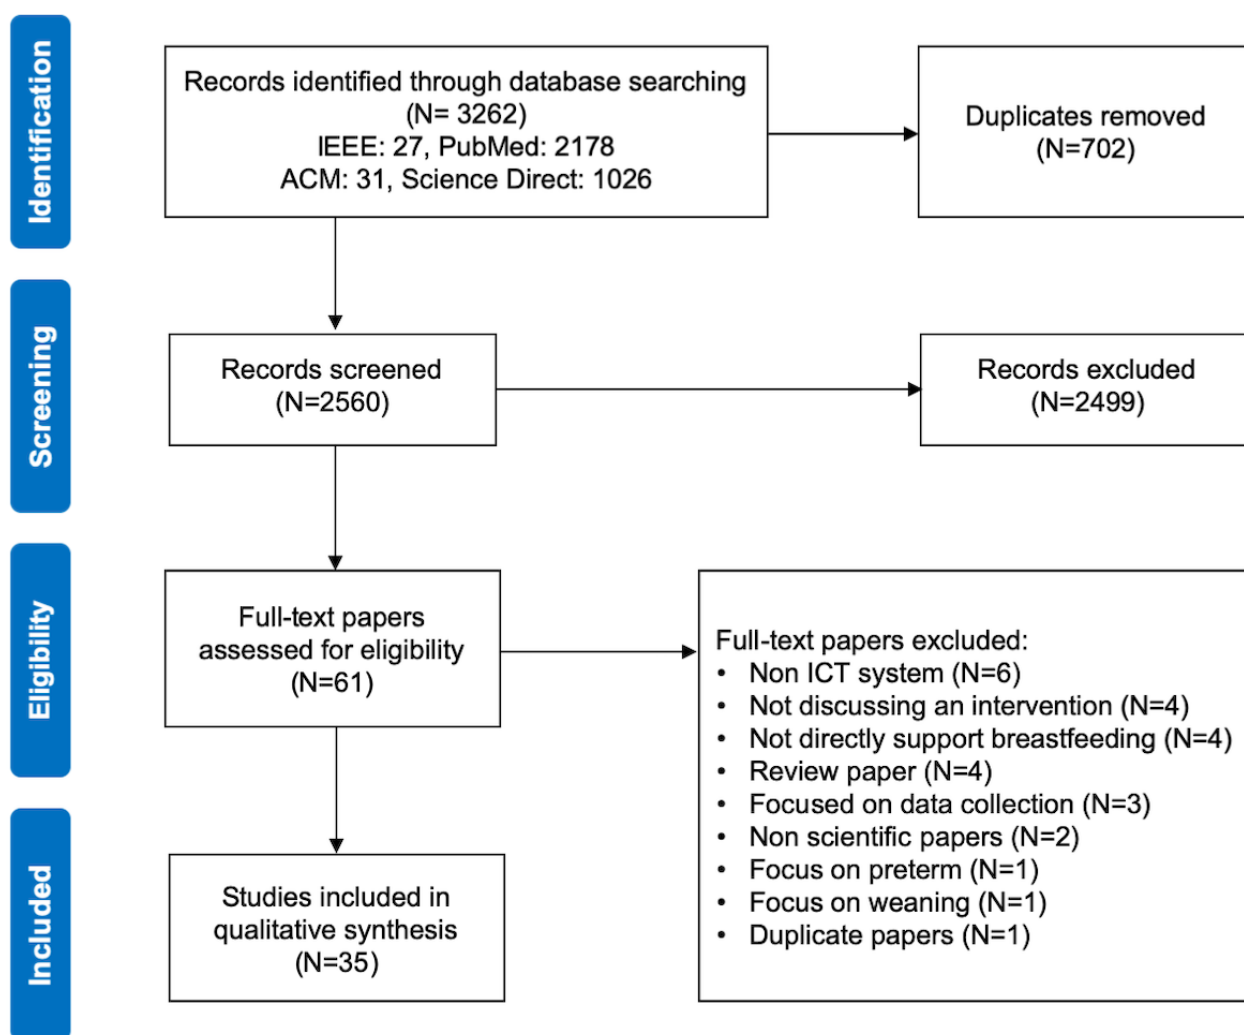 Identification
Records identified through database searching
(N= 3262)
IEEE: 27, PubMed: 2178
ACM: 31, Science Direct: 1026
Duplicates removed
(N=702)
Screening
Records screened
(N=2560)
Records excluded
(N=2499)
Eligibility
Full-text papers
assessed for eligibility
(N=61)
Full-text papers excluded:
• Non ICT system (N=6)
• Not discussing an intervention (N=4)
• Not directly support breastfeeding (N=4)
• Review paper (N=4)
• Focused on data collection (N=3)
• Non scientific papers (N=2)
• Focus on preterm (N=1)
• Focus on weaning (N=1)
• Duplicate papers (N=1)
Included
Studies included in
qualitative synthesis
(N=35)